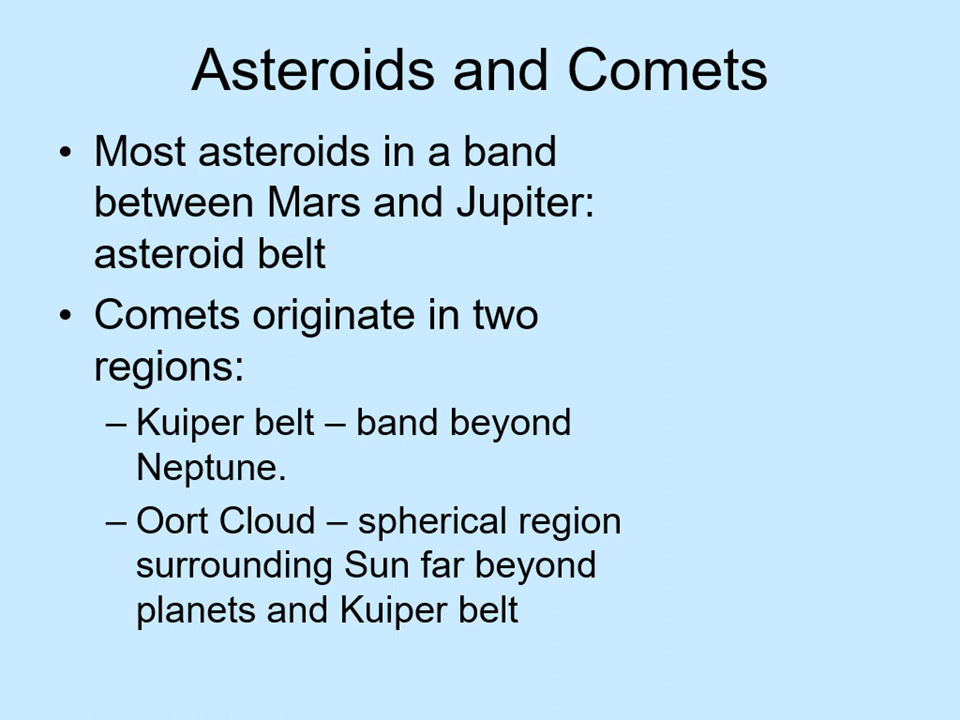 Asteroids and Comets
• Most asteroids in a band
between Mars and Jupiter:
asteroid belt
• Comets originate in two
regions:
– Kuiper belt – band beyond
Neptune.
– Oort Cloud – spherical region
surrounding Sun far beyond
planets and Kuiper belt